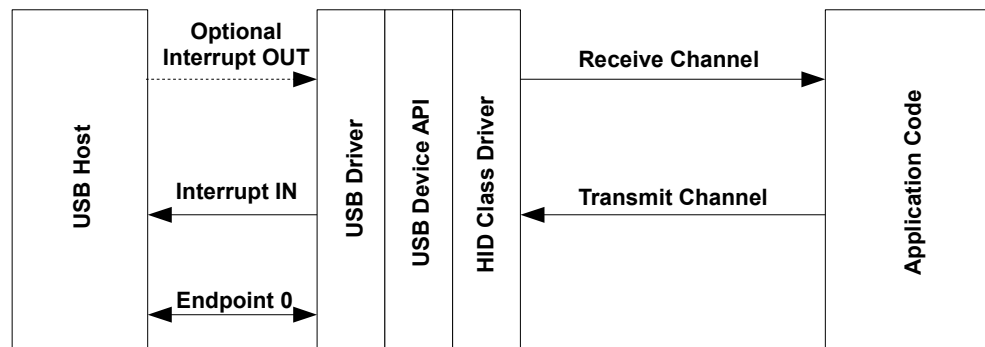 USB Host
Optional
Interrupt OUT
Interrupt IN
Endpoint 0
USB Driver
USB Device API
HID Class Driver
Receive Channel
Transmit Channel
Application Code